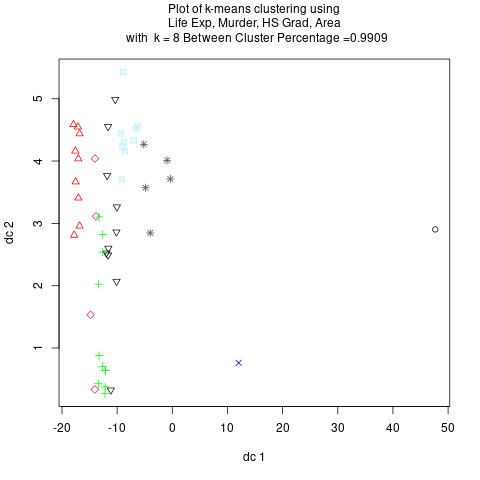 Plot of k-means clustering using
Life Exp, Murder, HS Grad, Area
with  k = 8 Between Cluster Percentage =0.9909
5
4
3
2
1
dc 2
-20 -10 0 10 20 30 40 50
dc 1